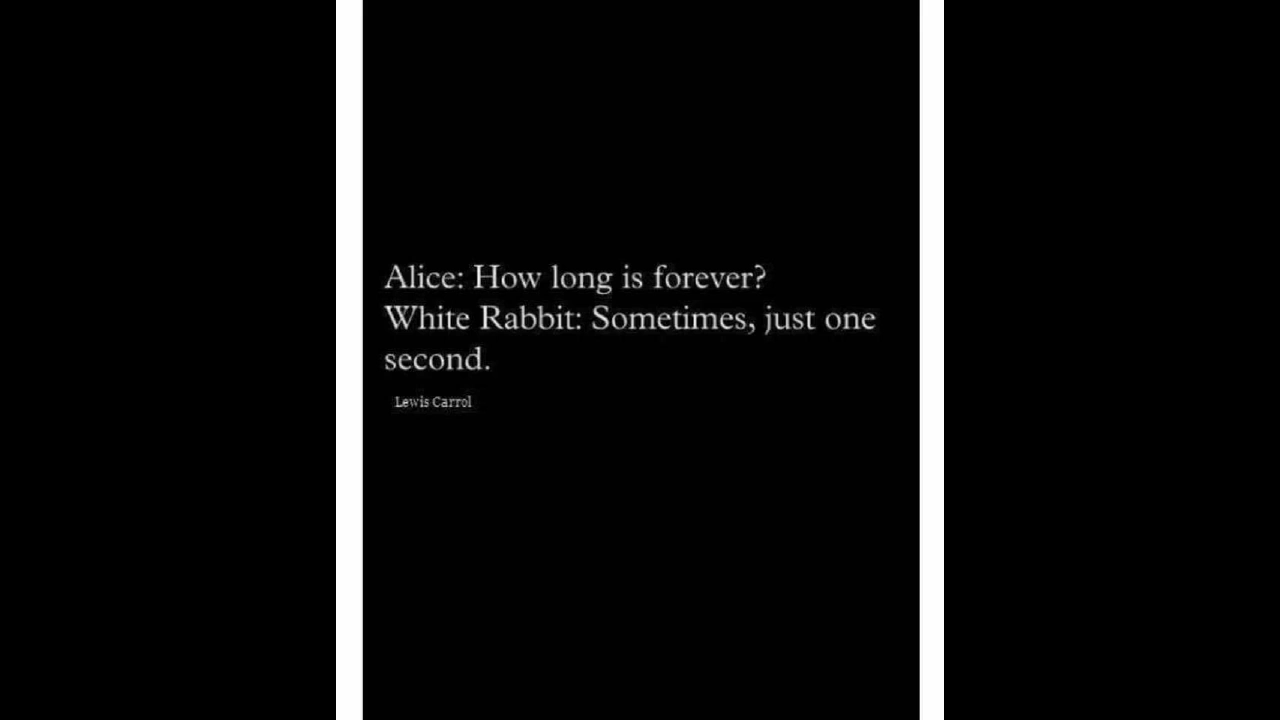 Alice: How long is forever?
White Rabbit: Sometimes, just one
second.
Lewis Carrol